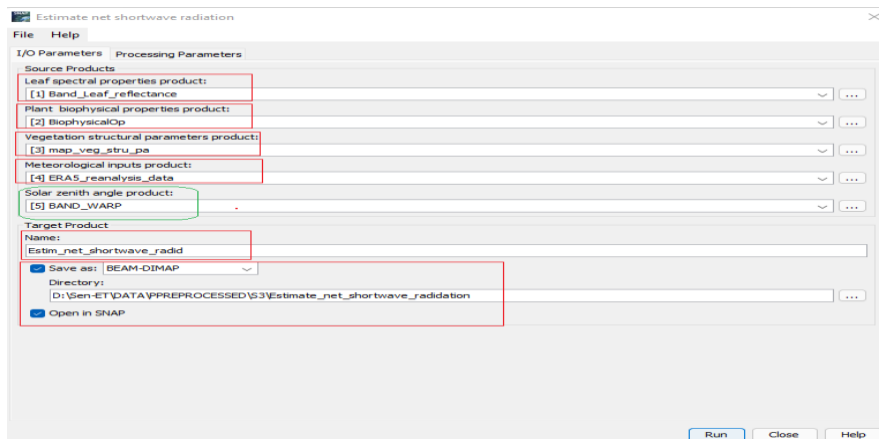 Estimate net shortwave radiation
File Help
I/O Parameters Processing Parameters
Source Products
Leaf spectral properties product:
[1] Band_Leaf_reflectance
...
Plant biophysical properties product:
[2] BiophysicalOp
...
Vegetation structural parameters product:
[3] map_veg_stru_pa
...
Meteorological inputs product:
[4] ERA5_reanalysis_data
...
Solar zenith angle product:
[5] BAND_WARP
...
Target Product
Name:
Estim_net_shortwave_radid
Save as: BEAM-DIMAP
Directory:
D:\Sen-ET\DATA\PPREPROCESSED\S3\Estimate_net_shortwave_radidation
...
Open in SNAP
Run Close Help